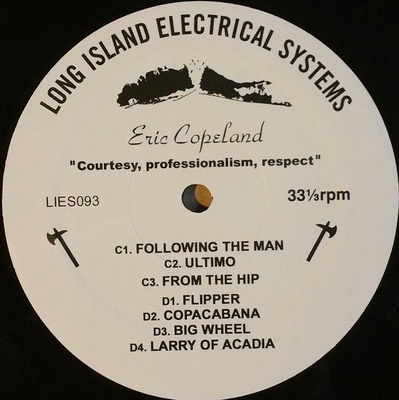 LONG ISLAND ELECTRICAL SYSTEMS
Eric Copeland
"Courtesy, professionalism, respect"
LIES093
33⅓rpm
C1. FOLLOWING THE MAN
C2. ULTIMO
C3. FROM THE HIP
D1. FLIPPER
D2. COPACABANA
D3. BIG WHEEL
D4. LARRY OF ACADIA